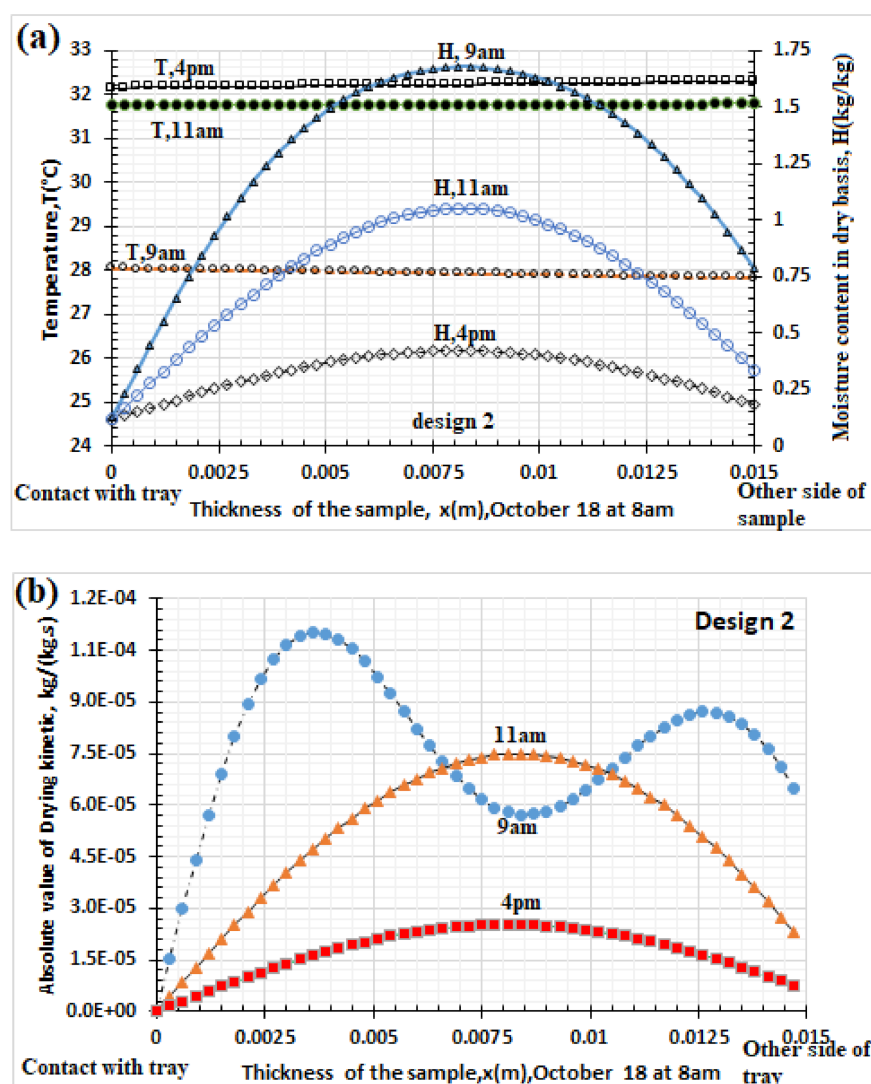 (a)
33
32
31
30
29
28
27
26
25
24
Temperature,T(°C)
1.75
1.5
1.25
1
0.75
0.5
0.25
0
Moisture content in dry basis, H(kg/kg)
T,4pm
H, 9am
T,11am
H,11am
T,9am
H,4pm
design 2
0 0.0025 0.005 0.0075 0.01 0.0125 0.015
Contact with tray
Thickness of the sample, x(m),October 18 at 8am
Other side of
sample
(b)
1.2E-04
1.1E-04
9.0E-05
7.5E-05
6.0E-05
4.5E-05
3.0E-05
1.5E-05
0.0E+00
Absolute value of Drying kinetic, kg/(kg.s)
Design 2
11am
9am
4pm
0 0.0025 0.005 0.0075 0.01 0.0125 0.015
Contact with tray
Thickness of the sample,x(m),October 18 at 8am
Other side of
tray